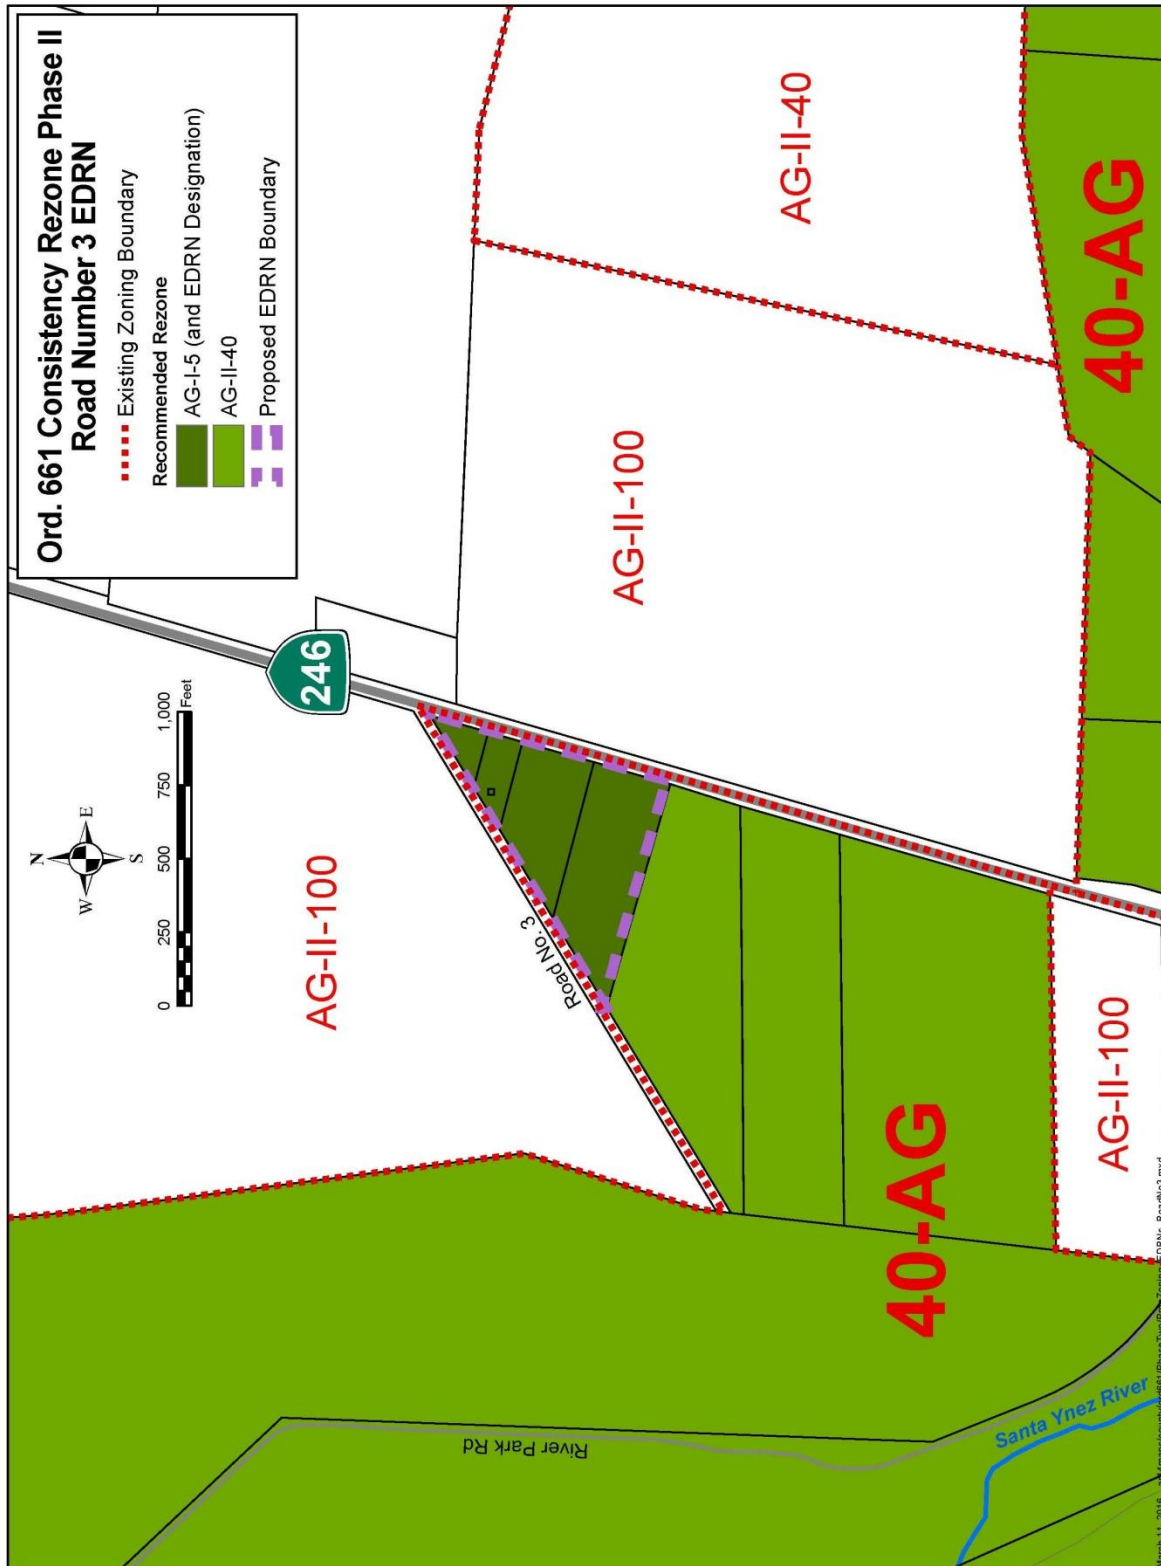 Ord. 661 Consistency Rezone Phase II
Road Number 3 EDRN
Existing Zoning Boundary
Recommended Rezone
AG-I-5 (and EDRN Designation)
AG-II-40
Proposed EDRN Boundary
N
W E
S
0 250 500 750 1,000
Feet
246
AG-II-100
AG-II-40
AG-II-100
Road No. 3
40-AG
40-AG
AG-II-100
River Park Rd
Santa Ynez River